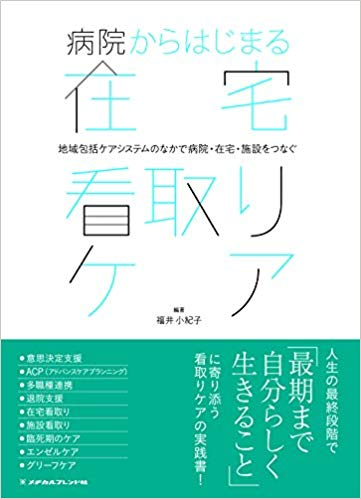 病院からはじまる
在宅
地域包括ケアシステムのなかで病院・在宅・施設をつなぐ
看取り
ケア
編著
福井 小紀子
人生の最終段階で
「最期まで
自分らしく
生きること」
に寄り添う
看取りケアの実践書!
●意思決定支援
●ACP（アドバンスケアプランニング）
●多職種連携
●退院支援
●在宅看取り
●施設看取り
●臨死期のケア
●エンゼルケア
●グリーフケア
メヂカルフレンド社